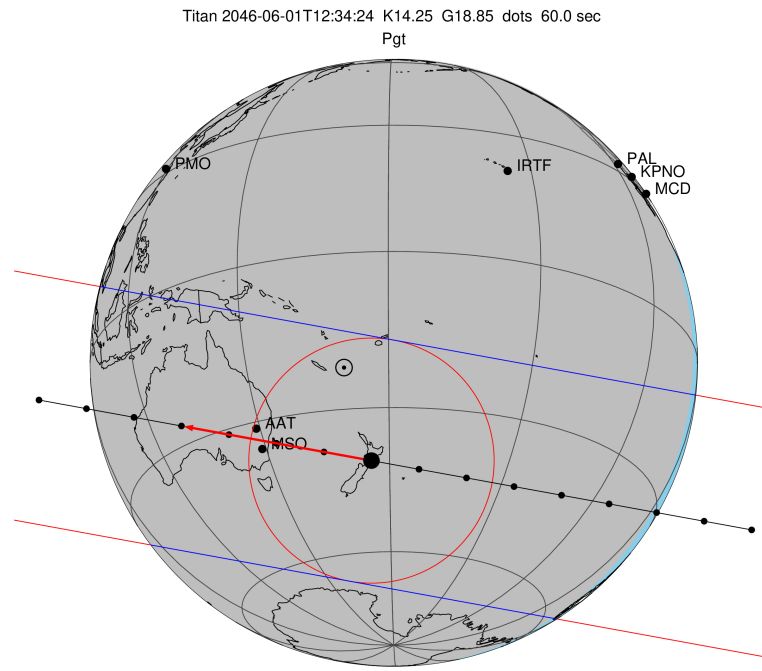 Titan 2046-06-01T12:34:24 K14.25 G18.85 dots 60.0 sec
Pgt
PMO
IRTF
PAL
KPNO
MCD
AAT
MSO